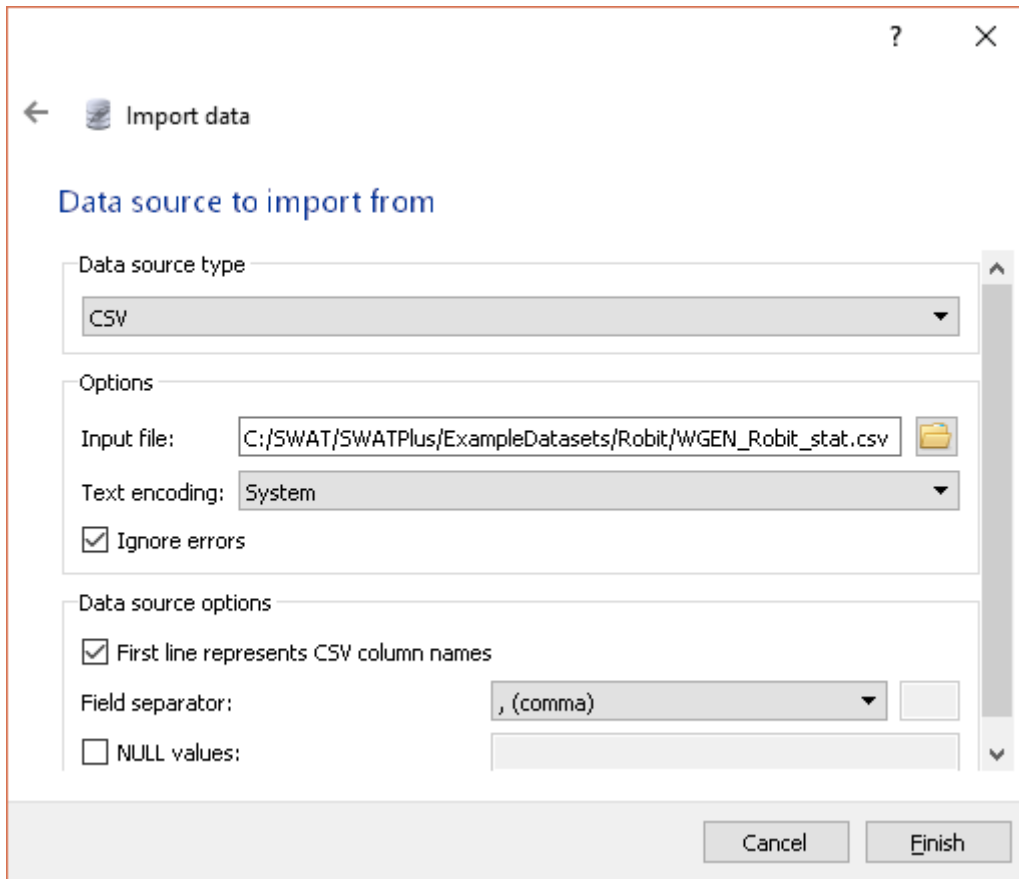 ?
Import data
Data source to import from
Data source type
CSV
Options
Input file: C:/SWAT/SWATPlus/ExampleDatasets/Robit/WGEN_Robit_stat.csv
Text encoding: System
Ignore errors
Data source options
First line represents CSV column names
Field separator: , (comma)
NULL values:
Cancel Finish